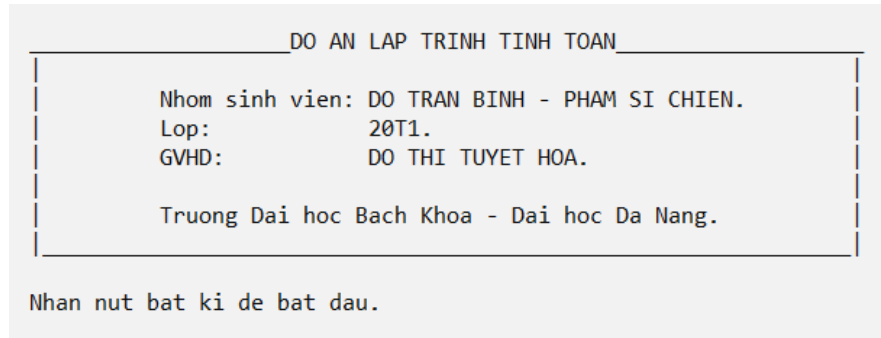 DO AN LAP TRINH TINH TOAN
Nhom sinh vien: DO TRAN BINH - PHAM SI CHIEN.
Lop: 20T1.
GVHD: DO THI TUYET HOA.
Truong Dai hoc Bach Khoa - Dai hoc Da Nang.
Nhan nut bat ki de bat dau.